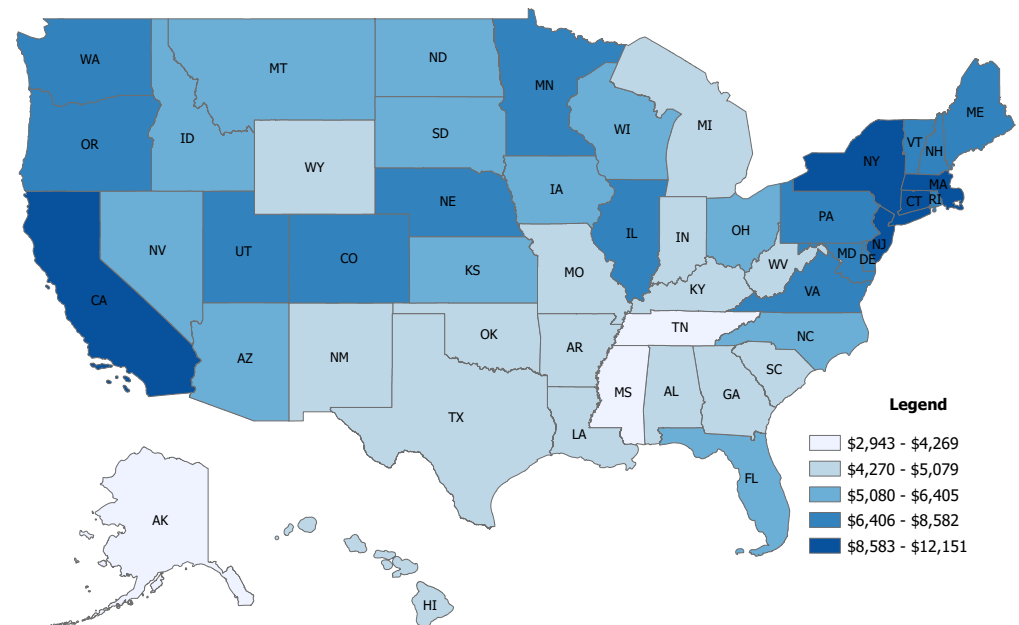 WA
MT
ND
MN
ME
OR
ID
SD
WI
MI
VT
NH
NY
WY
MA
NE
IA
CT
RI
PA
OH
IL
IN
NV
UT
CO
KS
MO
WV
MD
DE
NJ
KY
VA
CA
AZ
NM
OK
AR
TN
NC
SC
MS
AL
GA
TX
LA
FL
AK
HI
Legend
$2,943 - $4,269
$4,270 - $5,079
$5,080 - $6,405
$6,406 - $8,582
$8,583 - $12,151